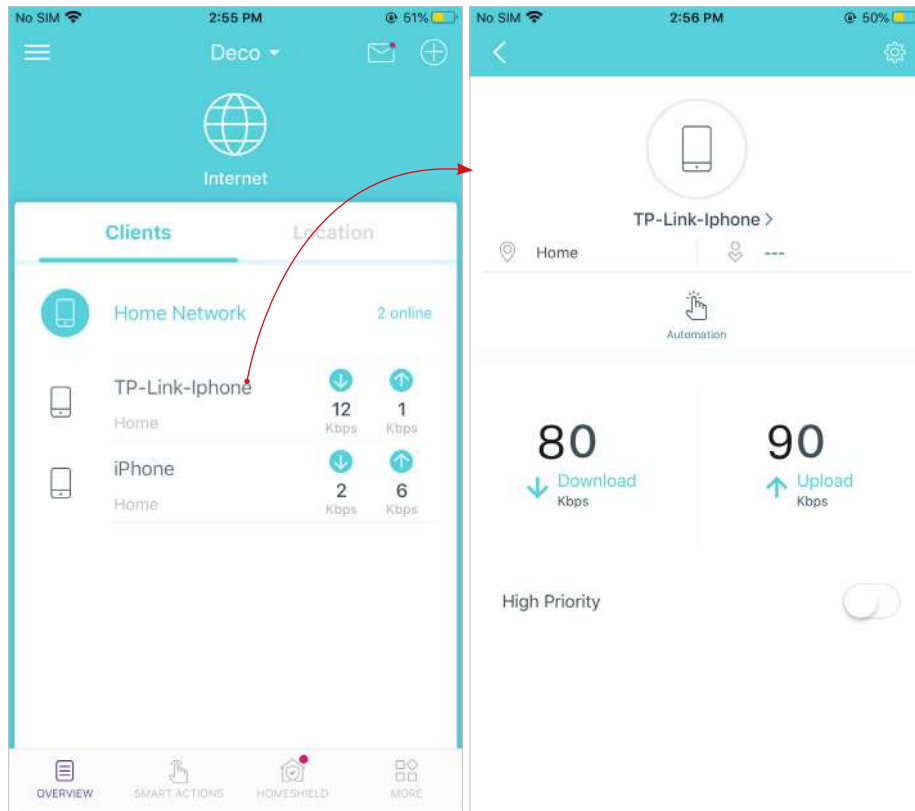 No SIM 2:55 PM 51%
Deco
Internet
Clients Location
Home Network 2 online
TP-Link-Iphone
Home
12 1
Kbps Kbps
iPhone
Home
2 6
Kbps Kbps
OVERVIEW SMART ACTIONS HOMESHIELD MORE
No SIM 2:56 PM 50%
TP-Link-Iphone >
Home ---
Automation
80 90
Download Upload
Kbps Kbps
High Priority